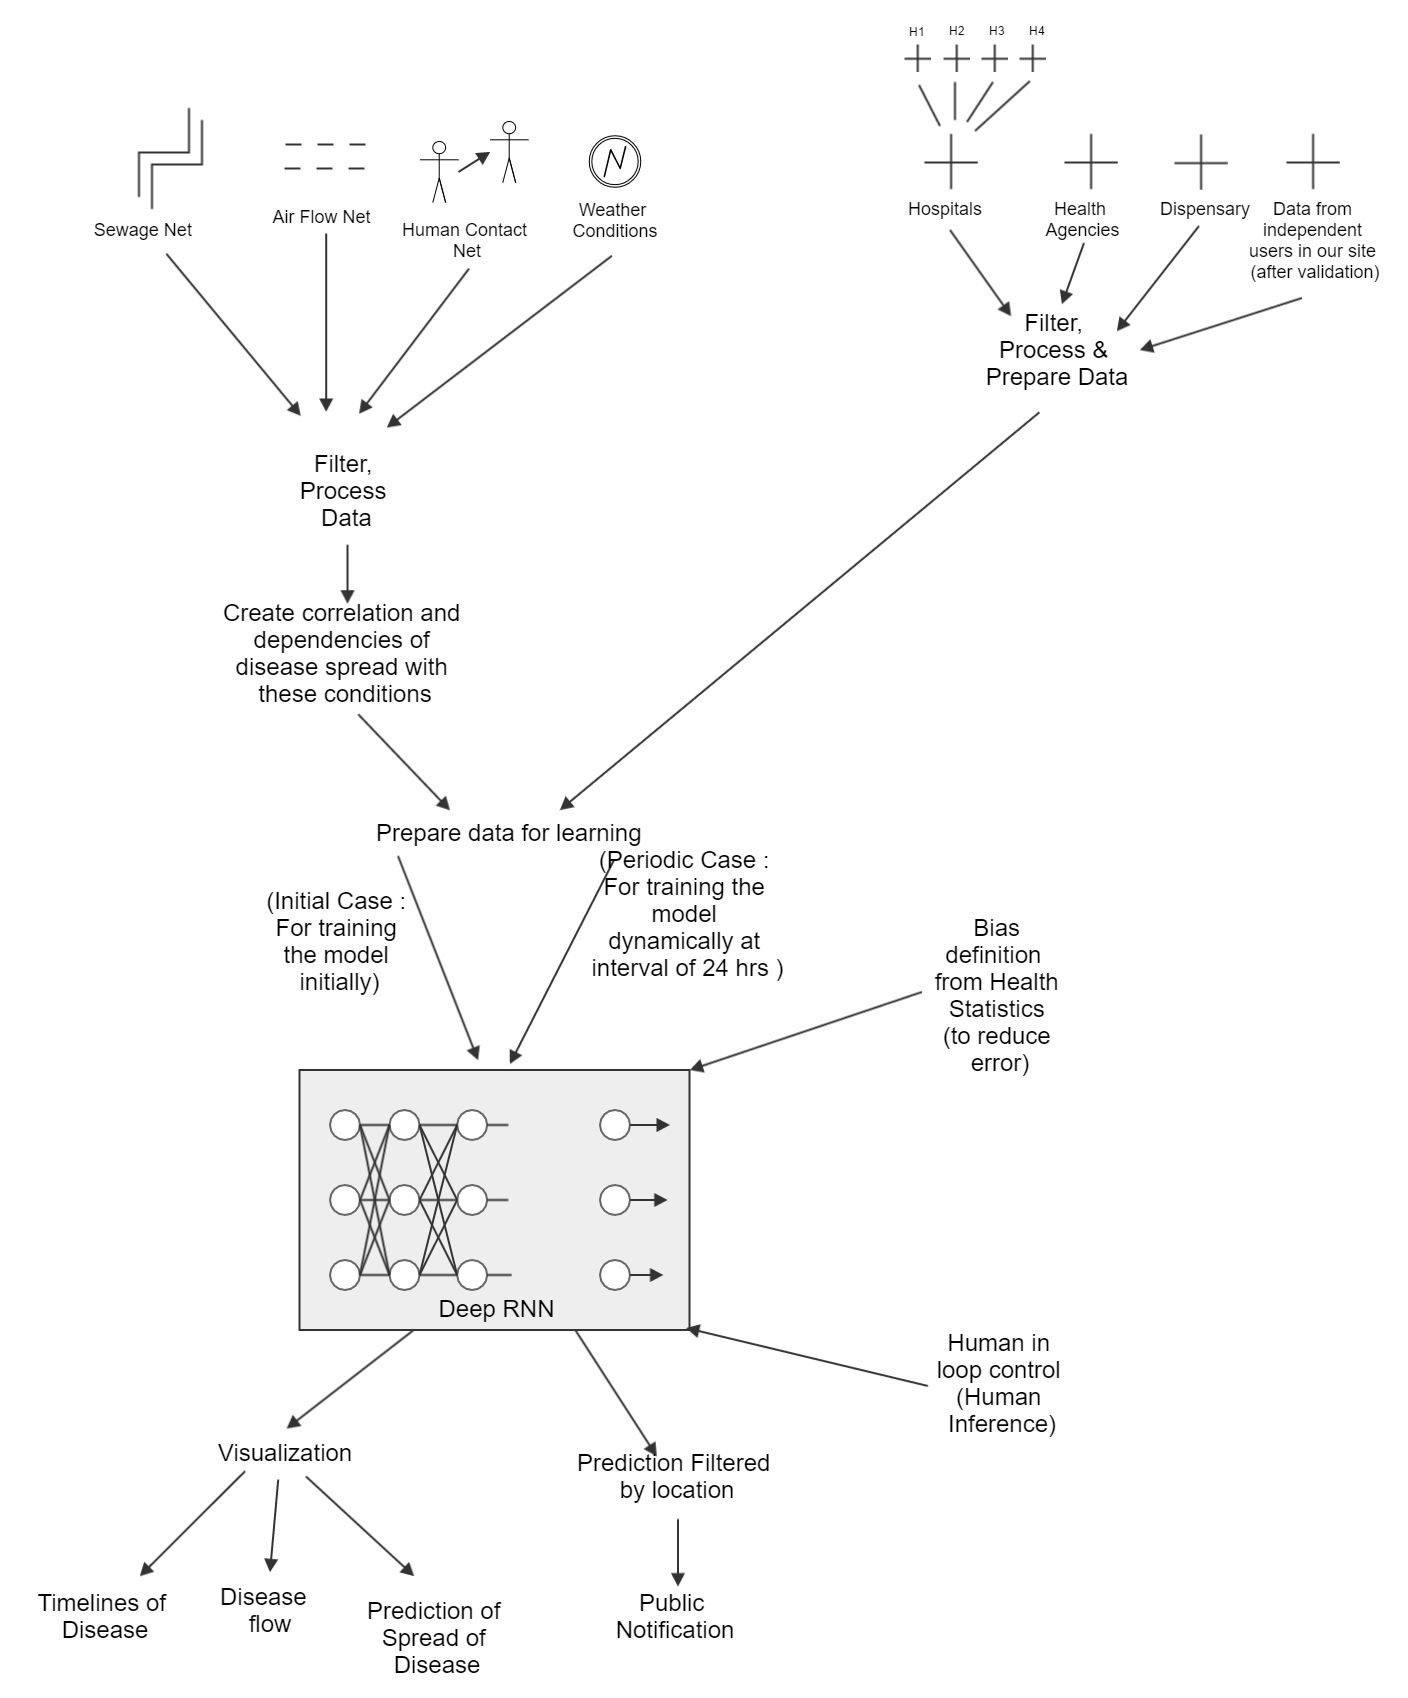 H1 H2 H3 H4
Sewage Net
Air Flow Net
Human Contact
Net
Weather
Conditions
Hospitals
Health
Agencies
Dispensary
Data from
independent
users in our site
(after validation)
Filter,
Process &
Prepare Data
Filter,
Process
Data
Create correlation and
dependencies of
disease spread with
these conditions
Prepare data for learning
(Initial Case :
For training
the model
initially)
(Periodic Case :
For training the
model
dynamically at
interval of 24 hrs )
Bias
definition
from Health
Statistics
(to reduce
error)
Deep RNN
Human in
loop control
(Human
Inference)
Visualization
Prediction Filtered
by location
Timelines of
Disease
Disease
flow
Prediction of
Spread of
Disease
Public
Notification